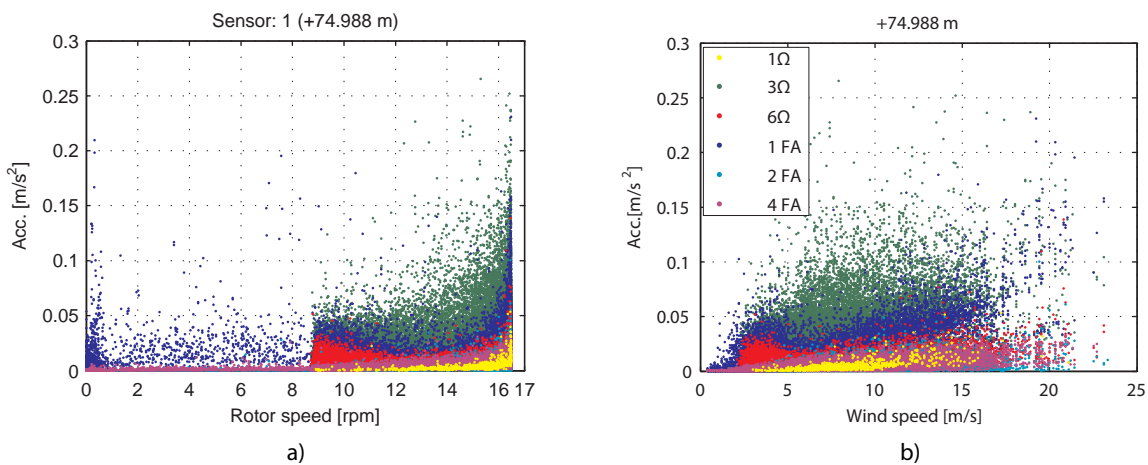 Sensor: 1 (+74.988 m)
0.3
0.25
0.2
0.15
0.1
0.05
0
Acc. [m/s²]
0 2 4 6 8 10 12 14 16 17
Rotor speed [rpm]
a)
+74.988 m
0.3
0.25
0.2
0.15
0.1
0.05
0
Acc.[m/s ²]
1Ω
3Ω
6Ω
1 FA
2 FA
4 FA
0 5 10 15 20 25
Wind speed [m/s]
b)